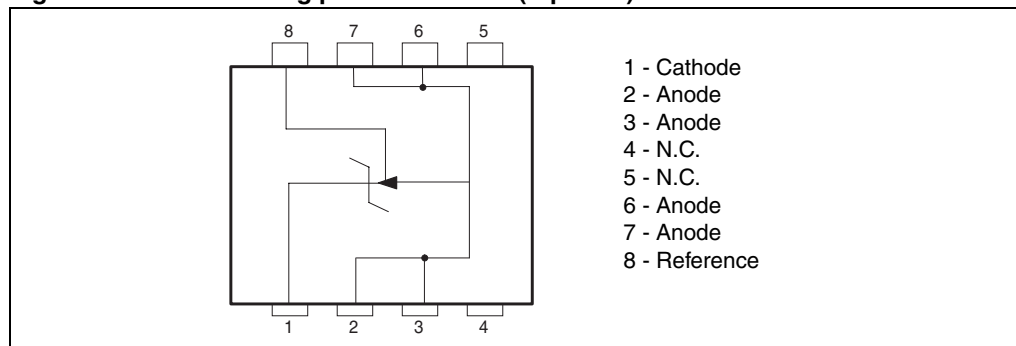 8 7 6 5
1 - Cathode
2 - Anode
3 - Anode
4 - N.C.
5 - N.C.
6 - Anode
7 - Anode
8 - Reference
1 2 3 4